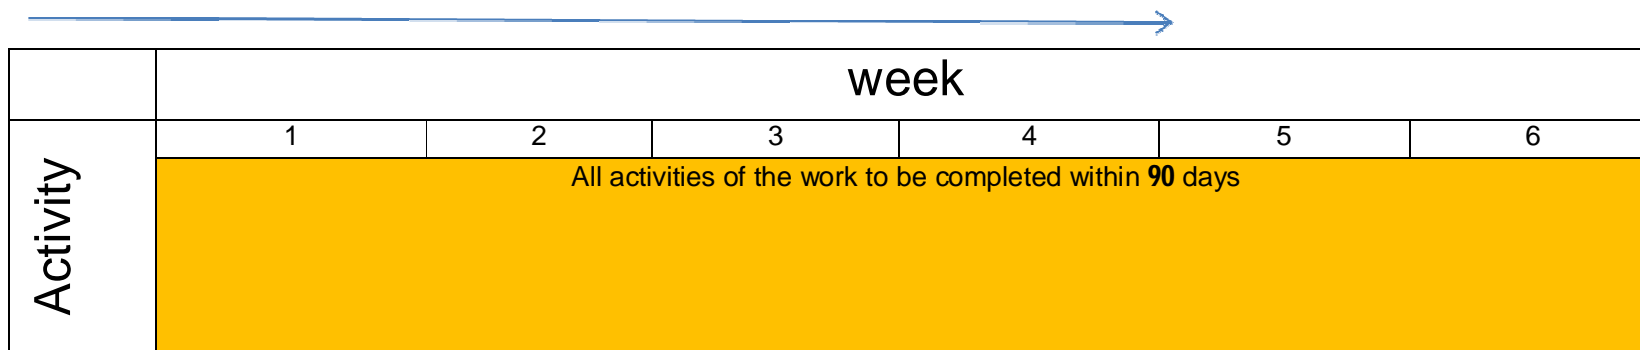 week
1 2 3 4 5 6
All activities of the work to be completed within 90 days
Activity